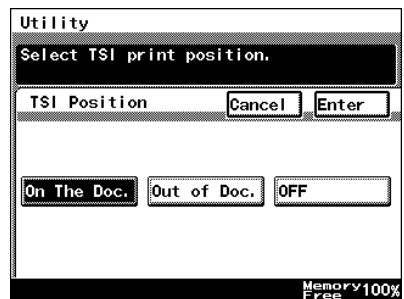 Utility
Select TSI print position.
TSI Position Cancel Enter
On The Doc. Out of Doc. OFF
Memory Free 100%